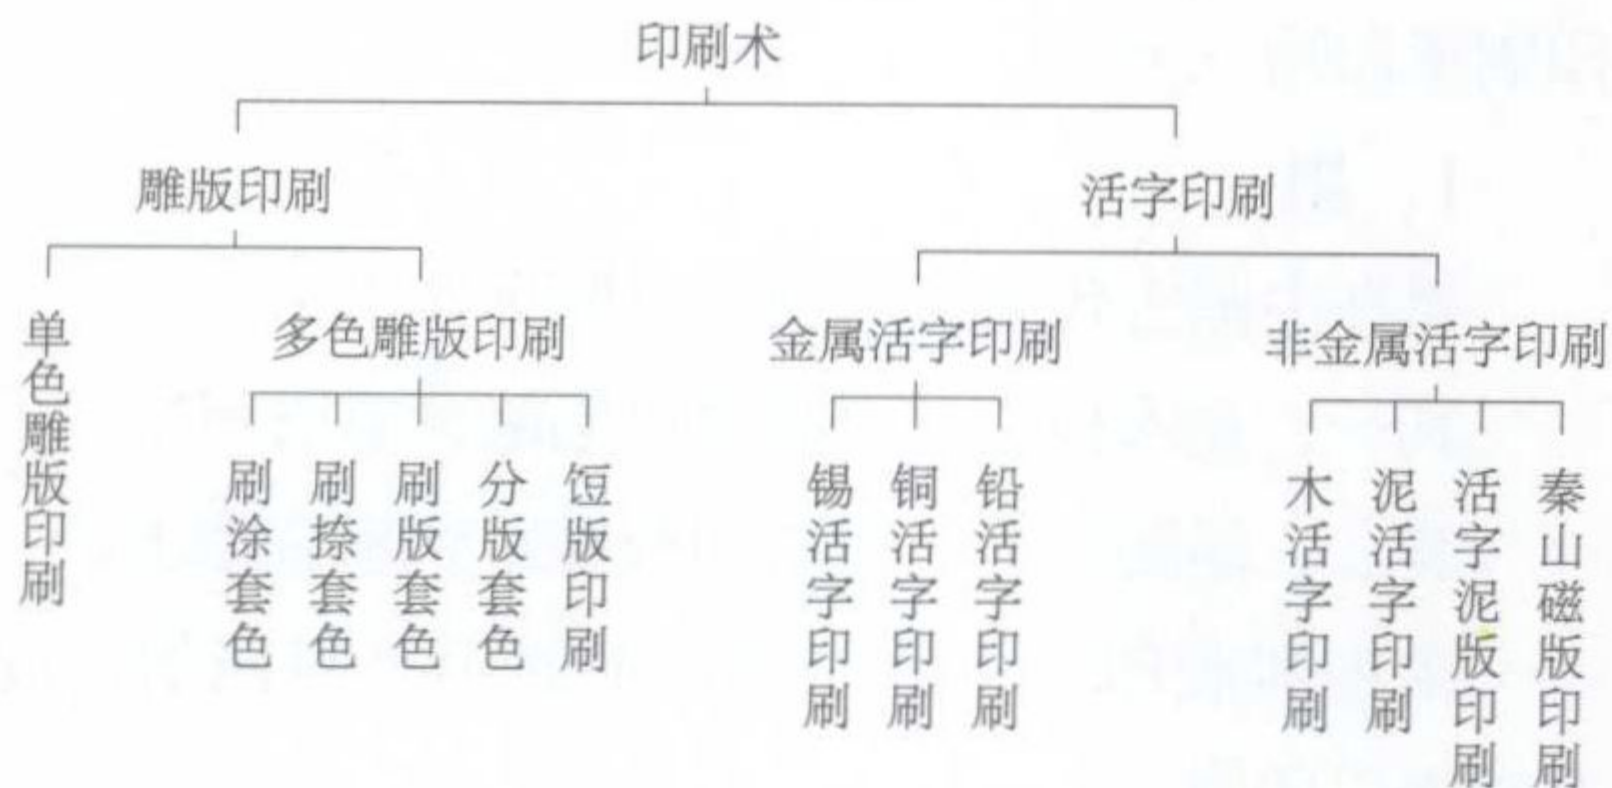 印刷术
雕版印刷
活字印刷
单色雕版印刷
多色雕版印刷
金属活字印刷
非金属活字印刷
刷涂套色
刷捺套色
刷版套色
分版套色
饾版印刷
锡活字印刷
铜活字印刷
铅活字印刷
木活字印刷
泥活字印刷
活字泥版印刷
秦山磁版印刷